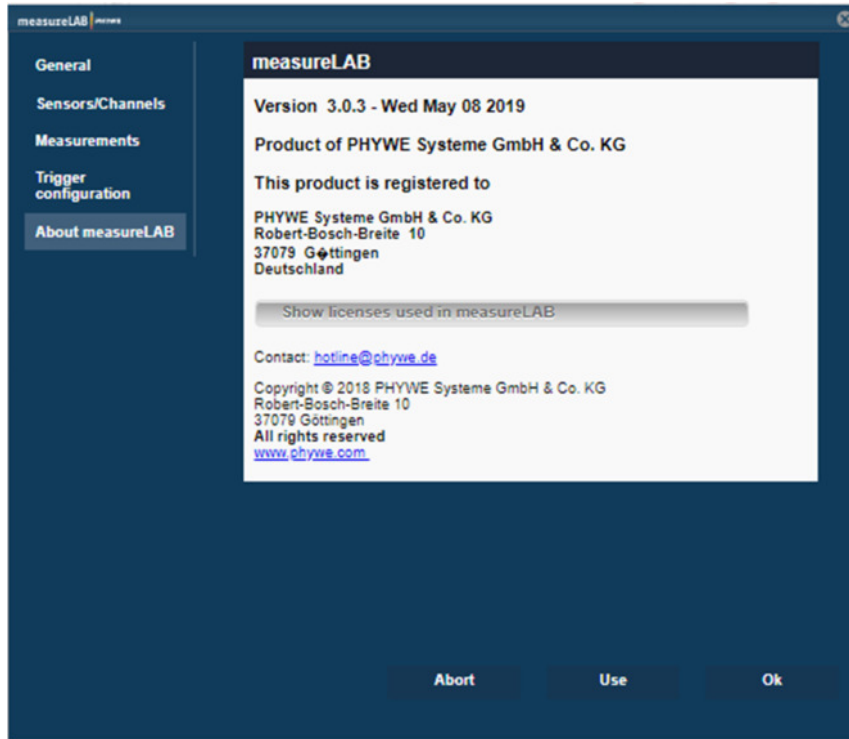 measureLAB PHYWE
General
Sensors/Channels
Measurements
Trigger
configuration
About measureLAB
measureLAB
Version 3.0.3 - Wed May 08 2019
Product of PHYWE Systeme GmbH & Co. KG
This product is registered to
PHYWE Systeme GmbH & Co. KG
Robert-Bosch-Breite 10
37079 G�ttingen
Deutschland
Show licenses used in measureLAB
Contact: hotline@phywe.de
Copyright © 2018 PHYWE Systeme GmbH & Co. KG
Robert-Bosch-Breite 10
37079 Göttingen
All rights reserved
www.phywe.com
Abort
Use
Ok